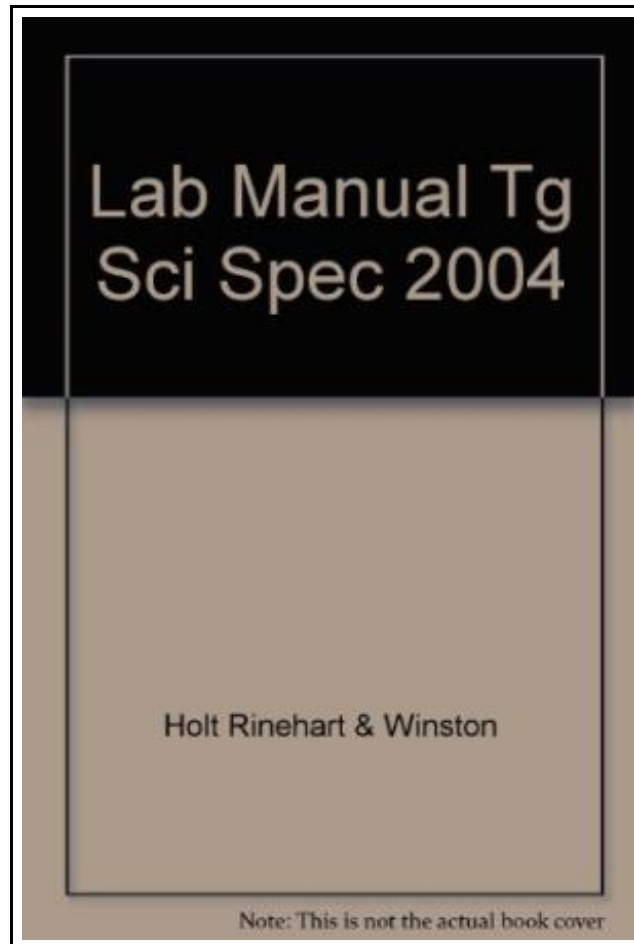 Lab Manual Tg
Sci Spec 2004
Holt Rinehart & Winston
Note: This is not the actual book cover